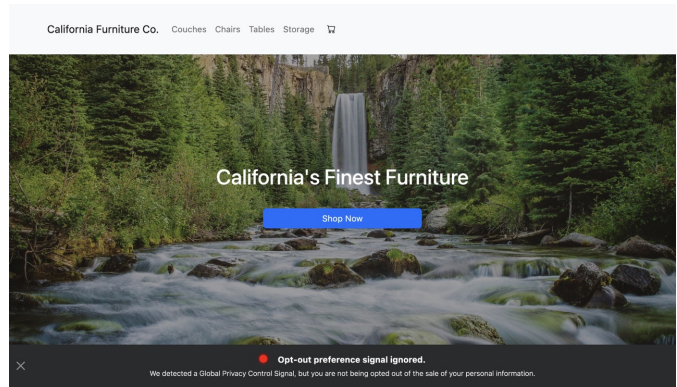 California Furniture Co. Couches Chairs Tables Storage
California's Finest Furniture
Shop Now
Opt-out preference signal ignored.
We detected a Global Privacy Control Signal, but you are not being opted out of the sale of your personal information.